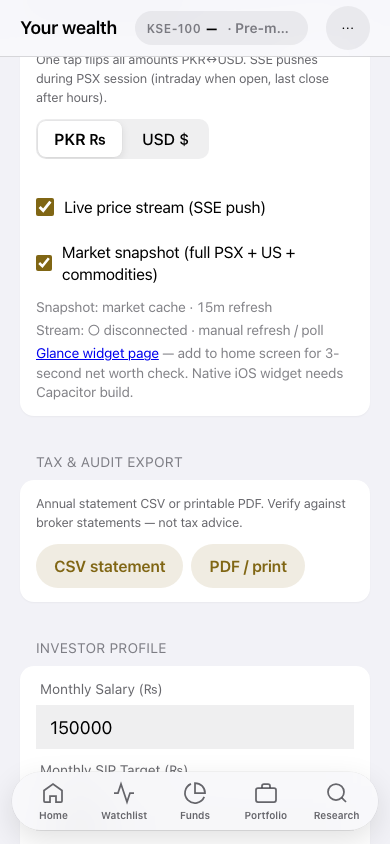 Your wealth
KSE-100 — · Pre-m...
...
One tap flips all amounts PKR↔USD. SSE pushes
during PSX session (intraday when open, last close
after hours).
PKR ₨
USD $
Live price stream (SSE push)
Market snapshot (full PSX + US +
commodities)
Snapshot: market cache · 15m refresh
Stream: ○ disconnected · manual refresh / poll
Glance widget page — add to home screen for 3-
second net worth check. Native iOS widget needs
Capacitor build.
TAX & AUDIT EXPORT
Annual statement CSV or printable PDF. Verify against
broker statements — not tax advice.
CSV statement
PDF / print
INVESTOR PROFILE
Monthly Salary (₨)
150000
Monthly SIP Target (₨)
Home
Watchlist
Funds
Portfolio
Research